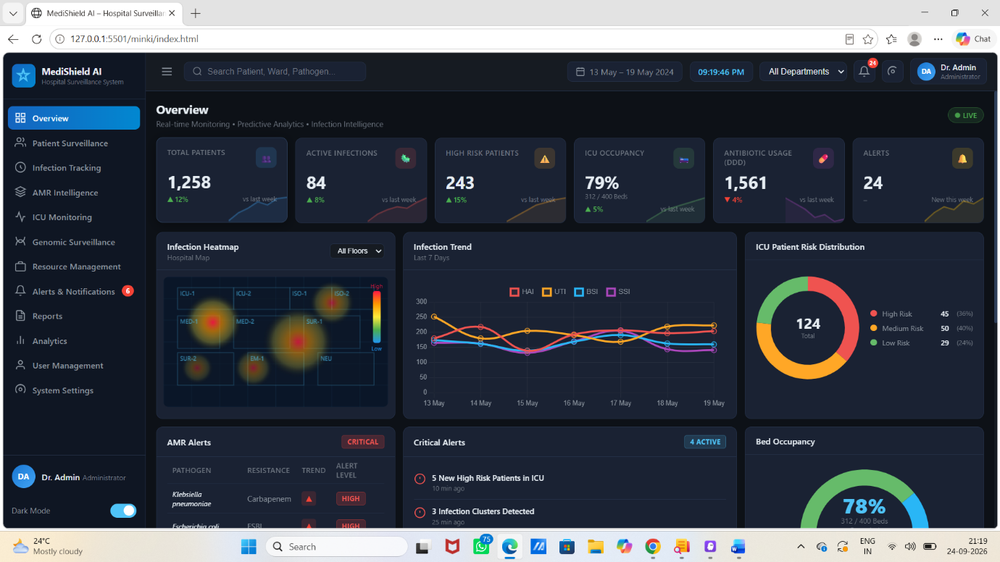 MediShield AI – Hospital Surveillan
127.0.0.1:5501/minki/index.html
Chat
MediShield AI
Hospital Surveillance System
Search Patient, Ward, Pathogen...
13 May – 19 May 2024
09:19:46 PM
All Departments
24
DA
Dr. Admin
Administrator
Overview
Patient Surveillance
Infection Tracking
AMR Intelligence
ICU Monitoring
Genomic Surveillance
Resource Management
Alerts & Notifications 6
Reports
Analytics
User Management
System Settings
DA
Dr. Admin Administrator
Dark Mode
Overview
Real-time Monitoring • Predictive Analytics • Infection Intelligence
LIVE
TOTAL PATIENTS
1,258
▲ 12%
vs last week
ACTIVE INFECTIONS
84
▲ 8%
vs last week
HIGH RISK PATIENTS
243
▲ 15%
vs last week
ICU OCCUPANCY
79%
312 / 400 Beds
▲ 5%
vs last week
ANTIBIOTIC USAGE
(DDD)
1,561
▼ 4%
vs last week
ALERTS
24
–
New this week
Infection Heatmap
Hospital Map
All Floors
ICU-1
ICU-2
ISO-1
ISO-2
MED-1
MED-2
SUR-1
SUR-2
EM-1
NEU
High
Low
Infection Trend
Last 7 Days
HAI UTI BSI SSI
300
250
200
150
100
50
0
13 May 14 May 15 May 16 May 17 May 18 May 19 May
ICU Patient Risk Distribution
124
Total
High Risk 45 (36%)
Medium Risk 50 (40%)
Low Risk 29 (24%)
AMR Alerts
CRITICAL
PATHOGEN RESISTANCE TREND ALERT
LEVEL
Klebsiella
pneumoniae
Carbapenem ▲ HIGH
Escherichia coli ESBL ▲ HIGH
Critical Alerts
4 ACTIVE
5 New High Risk Patients in ICU
10 min ago
3 Infection Clusters Detected
25 min ago
Bed Occupancy
78%
312 / 400 Beds
24°C
Mostly cloudy
Search
75
ENG
IN
21:19
24-09-2026